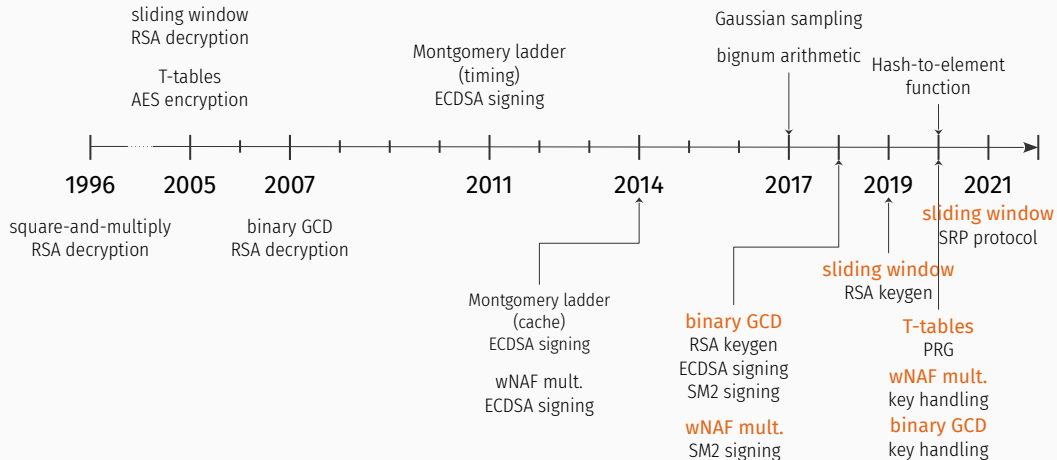 sliding window
RSA decryption
T-tables
AES encryption
Montgomery ladder
(timing)
ECDSA signing
Gaussian sampling
bignum arithmetic
Hash-to-element
function
1996
2005
2007
2011
2014
2017
2019
2021
square-and-multiply
RSA decryption
binary GCD
RSA decryption
Montgomery ladder
(cache)
ECDSA signing
wNAF mult.
ECDSA signing
binary GCD
RSA keygen
ECDSA signing
SM2 signing
wNAF mult.
SM2 signing
sliding window
RSA keygen
sliding window
SRP protocol
T-tables
PRG
wNAF mult.
key handling
binary GCD
key handling